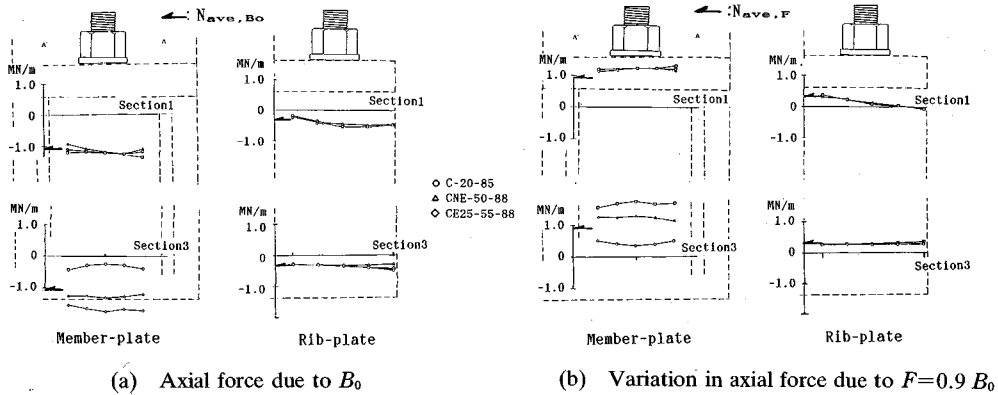 :Nave,Bo
:Nave,F
A' A
A' A
MN/m
1.0
0
-1.0
Section1
MN/m
1.0
0
-1.0
Section1
MN/m
1.0
0
-1.0
Section1
MN/m
1.0
0
-1.0
Section1
○ C-20-85
△ CNE-50-88
◇ CE25-55-88
MN/m
1.0
0
-1.0
Section3
MN/m
1.0
0
-1.0
Section3
MN/m
1.0
0
-1.0
Section3
MN/m
1.0
0
-1.0
Section3
Member-plate
Rib-plate
Member-plate
Rib-plate
(a) Axial force due to B₀
(b) Variation in axial force due to F=0.9 B₀